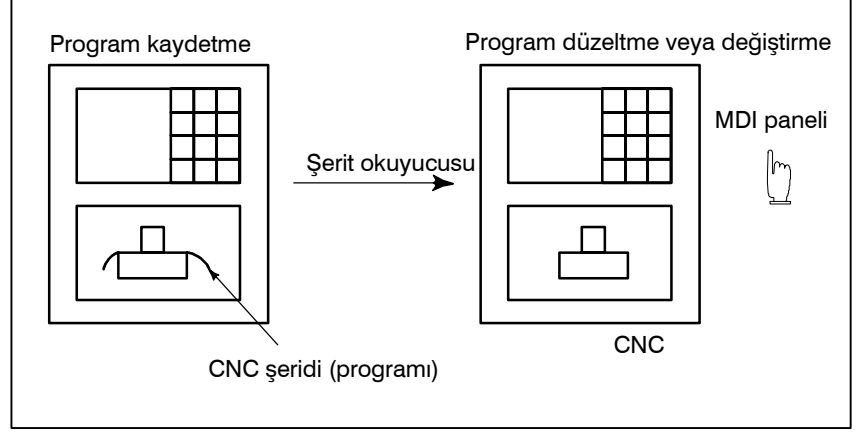 Program kaydetme
Program düzeltme veya değiştirme
MDI paneli
Şerit okuyucusu
CNC
CNC şeridi (programı)